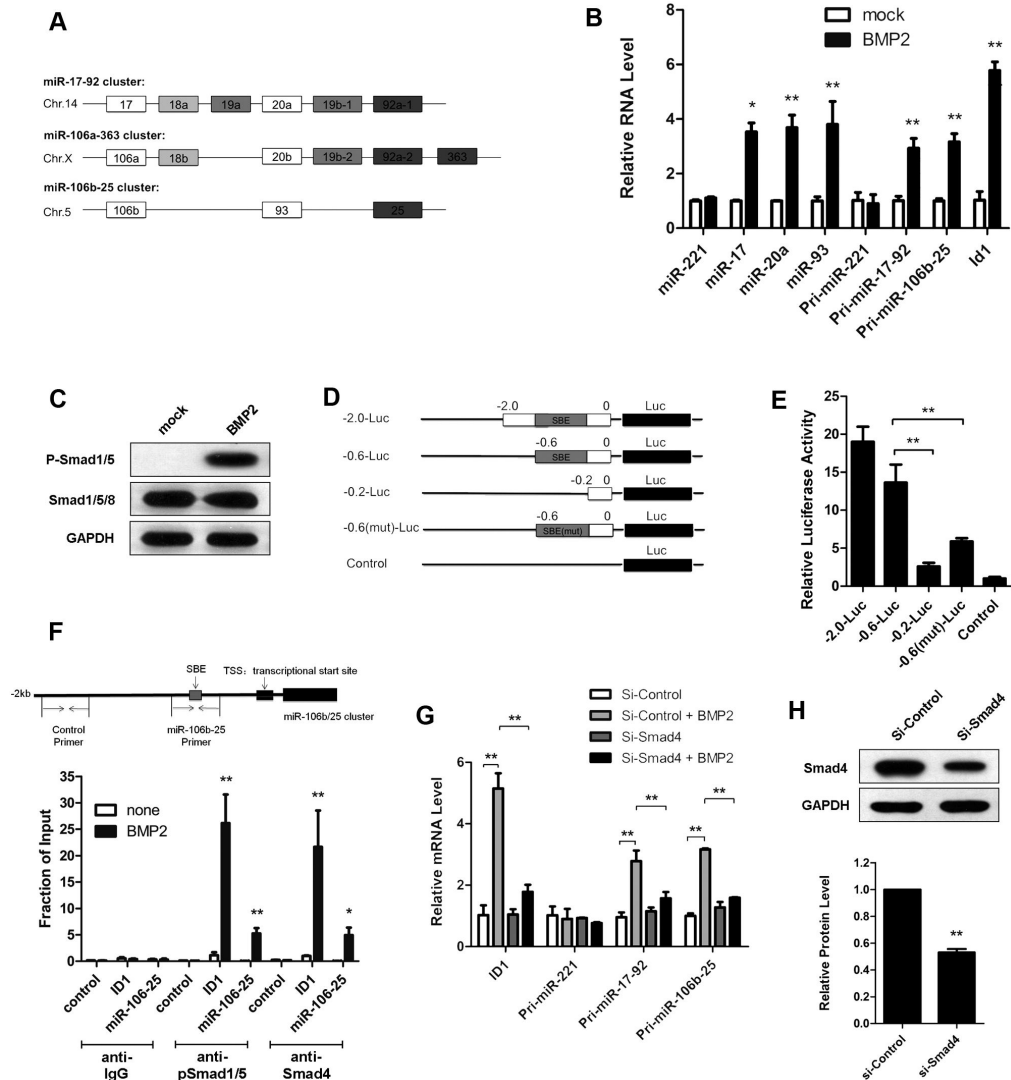 A
miR-17-92 cluster:
Chr.14 17 18a 19a 20a 19b-1 92a-1
miR-106a-363 cluster:
Chr.X 106a 18b 20b 19b-2 92a-2 363
miR-106b-25 cluster:
Chr.5 106b 93 25
B
mock
BMP2
Relative RNA Level
8
6
4
2
0
* ** ** ** ** **
miR-221 miR-17 miR-20a miR-93 Pri-miR-221 Pri-miR-17-92 Pri-miR-106b-25 Id1
C
mock BMP2
P-Smad1/5
Smad1/5/8
GAPDH
D
-2.0 0 Luc
-2.0-Luc SBE
-0.6 0 Luc
-0.6-Luc SBE
-0.2 0 Luc
-0.2-Luc
-0.6 0 Luc
-0.6(mut)-Luc SBE(mut)
Luc
Control
E
Relative Luciferase Activity
25
20
15
10
5
0
**
**
-2.0-Luc -0.6-Luc -0.2-Luc -0.6(mut)-Luc Control
F
SBE TSS: transcriptional start site
-2kb
miR-106b/25 cluster
Control
Primer
miR-106b-25
Primer
none
BMP2
Fraction of Input
35
30
25
20
15
10
5
0
** ** ** *
control ID1 miR-106-25 control ID1 miR-106-25 control ID1 miR-106-25
anti-
IgG
anti-
pSmad1/5
anti-
Smad4
G
Si-Control
Si-Control + BMP2
Si-Smad4
Si-Smad4 + BMP2
Relative mRNA Level
6
4
2
0
** ** ** ** ** **
ID1 Pri-miR-221 Pri-miR-17-92 Pri-miR-106b-25
H
Si-Control Si-Smad4
Smad4
GAPDH
Relative Protein Level
1.2
1.0
0.8
0.6
0.4
0.2
0.0
**
si-Control si-Smad4